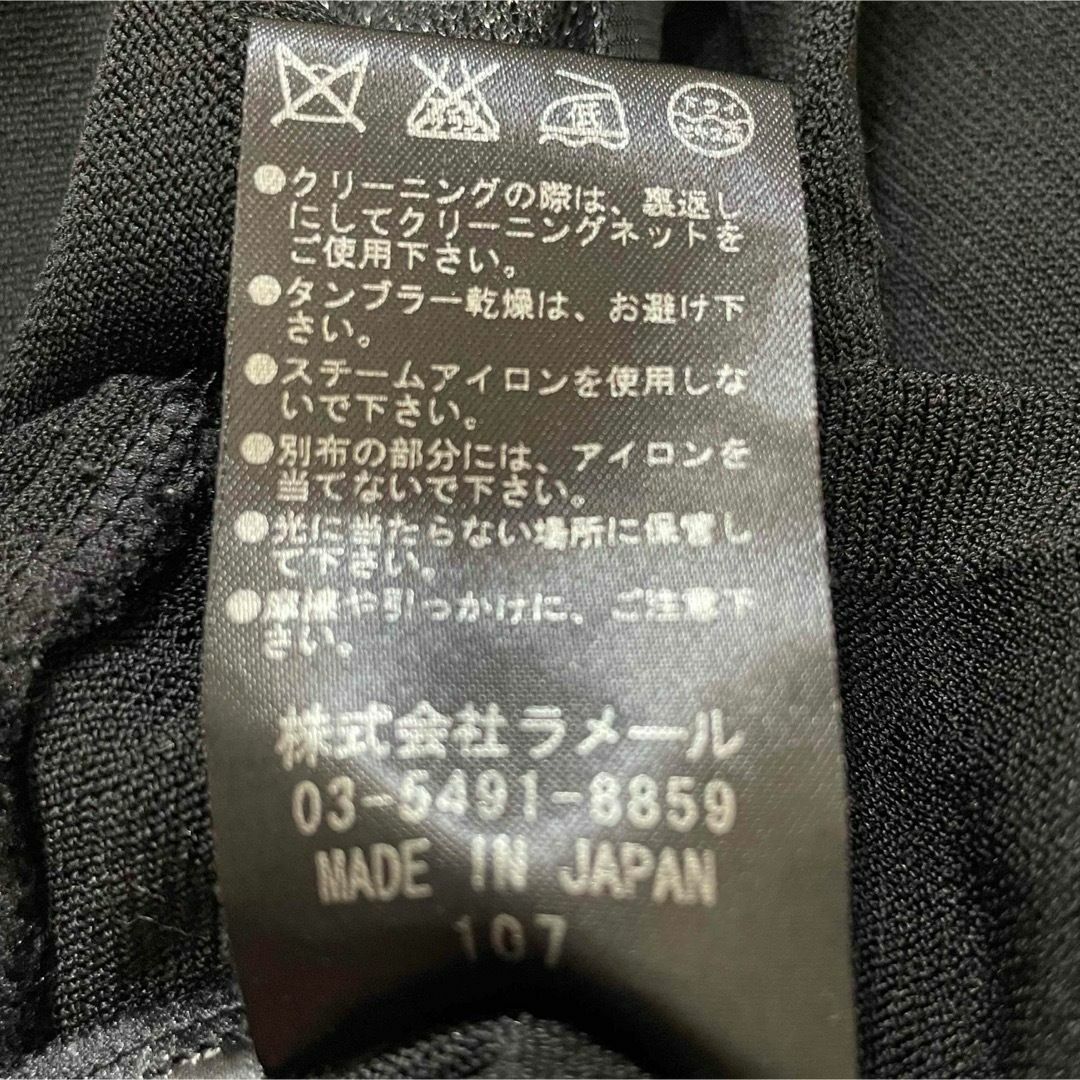 低
●クリーニングの際は、裏返し
にしてクリーニングネットを
ご使用下さい。
●タンブラー乾燥は、お避け下
さい。
●スチームアイロンを使用しな
いで下さい。
●別布の部分には、アイロンを
当てないで下さい。
●光に当たらない場所に保管し
て下さい。
●摩擦や引っかけに、ご注意下
さい。
株式会社ラメール
03-5491-8859
MADE IN JAPAN
107